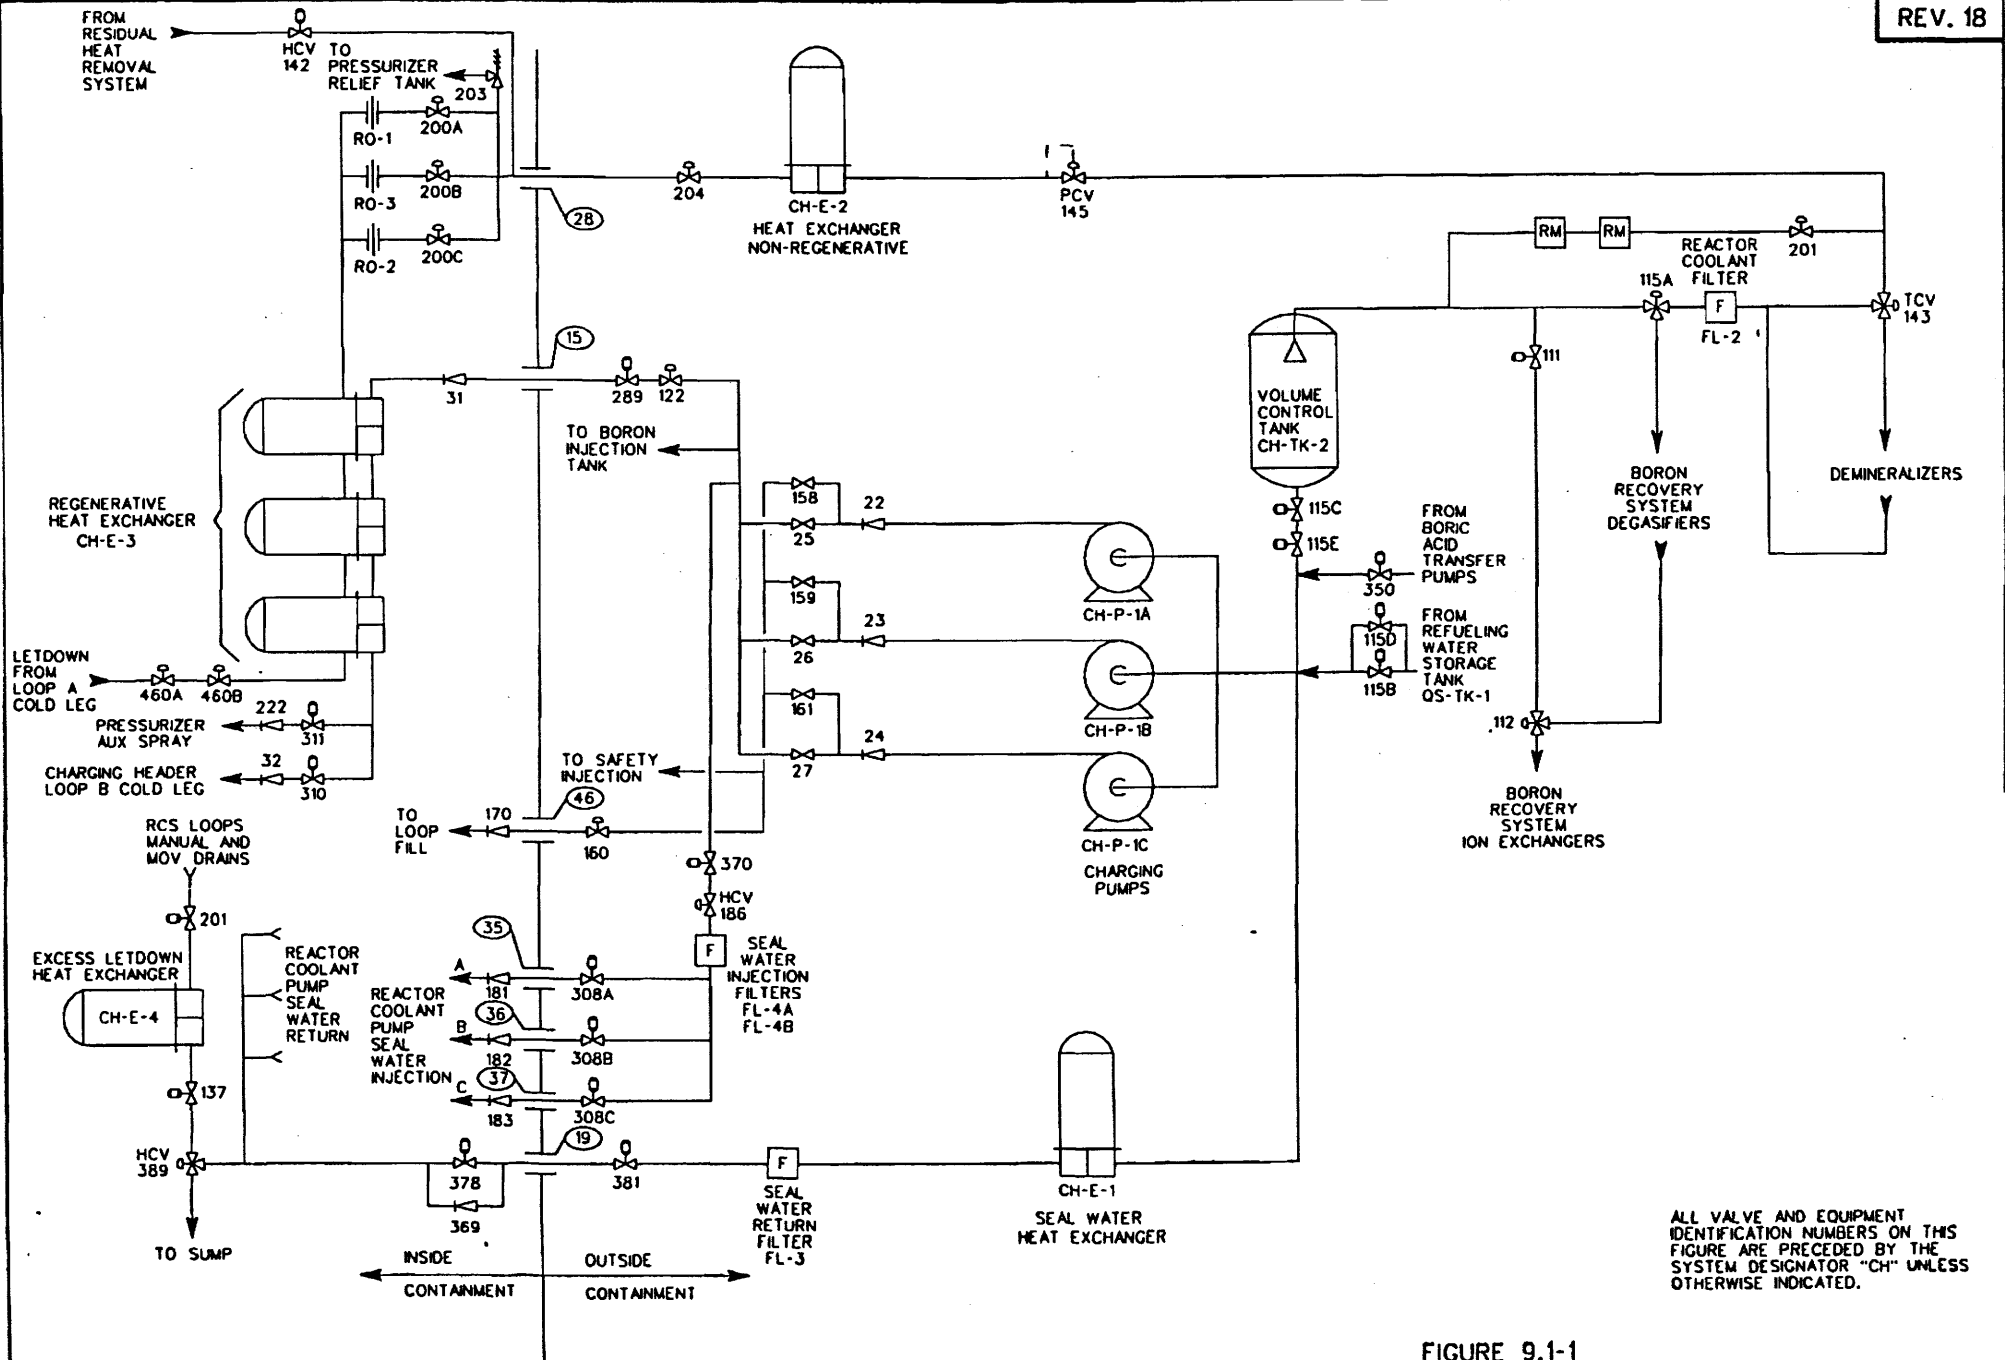 REV. 18
FROM
RESIDUAL
HEAT
REMOVAL
SYSTEM
HCV
142
TO
PRESSURIZER
RELIEF TANK
203
RO-1
200A
RO-3
200B
RO-2
200C
28
204
CH-E-2
HEAT EXCHANGER
NON-REGENERATIVE
PCV
145
RM
RM
201
REACTOR
COOLANT
FILTER
115A
F
FL-2
TCV
143
15
31
289
122
111
VOLUME
CONTROL
TANK
CH-TK-2
TO BORON
INJECTION
TANK
BORON
RECOVERY
SYSTEM
DEGASIFIERS
DEMINERALIZERS
REGENERATIVE
HEAT EXCHANGER
CH-E-3
158
22
25
115C
115E
FROM
BORIC
ACID
TRANSFER
PUMPS
350
159
23
26
CH-P-1A
C
FROM
REFUELING
WATER
STORAGE
TANK
QS-TK-1
115D
115B
LETDOWN
FROM
LOOP A
COLD LEG
460A
460B
161
24
27
CH-P-1B
C
112
PRESSURIZER
AUX SPRAY
222
311
CHARGING HEADER
LOOP B COLD LEG
32
310
TO SAFETY
INJECTION
46
C
CH-P-1C
CHARGING
PUMPS
BORON
RECOVERY
SYSTEM
ION EXCHANGERS
RCS LOOPS
MANUAL AND
MOV DRAINS
TO
LOOP
FILL
170
160
370
HCV
186
201
35
F
SEAL
WATER
INJECTION
FILTERS
FL-4A
FL-4B
EXCESS LETDOWN
HEAT EXCHANGER
CH-E-4
REACTOR
COOLANT
PUMP
SEAL
WATER
RETURN
REACTOR
COOLANT
PUMP
SEAL
WATER
INJECTION
A
181
308A
36
B
182
308B
37
C
183
308C
137
HCV
389
19
378
369
381
F
SEAL
WATER
RETURN
FILTER
FL-3
CH-E-1
SEAL WATER
HEAT EXCHANGER
TO SUMP
INSIDE
CONTAINMENT
OUTSIDE
CONTAINMENT
ALL VALVE AND EQUIPMENT
IDENTIFICATION NUMBERS ON THIS
FIGURE ARE PRECEDED BY THE
SYSTEM DESIGNATOR "CH" UNLESS
OTHERWISE INDICATED.
FIGURE 9.1-1